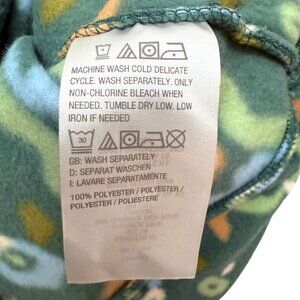 MACHINE WASH COLD DELICATE
CYCLE. WASH SEPARATELY. ONLY
NON-CHLORINE BLEACH WHEN
NEEDED. TUMBLE DRY LOW. LOW
IRON IF NEEDED
30
GB: WASH SEPARATELY
D: SEPARAT WASCHEN
I: LAVARE SEPARATAMENTE
100% POLYESTER / POLYESTER /
POLYESTER / POLIESTERE